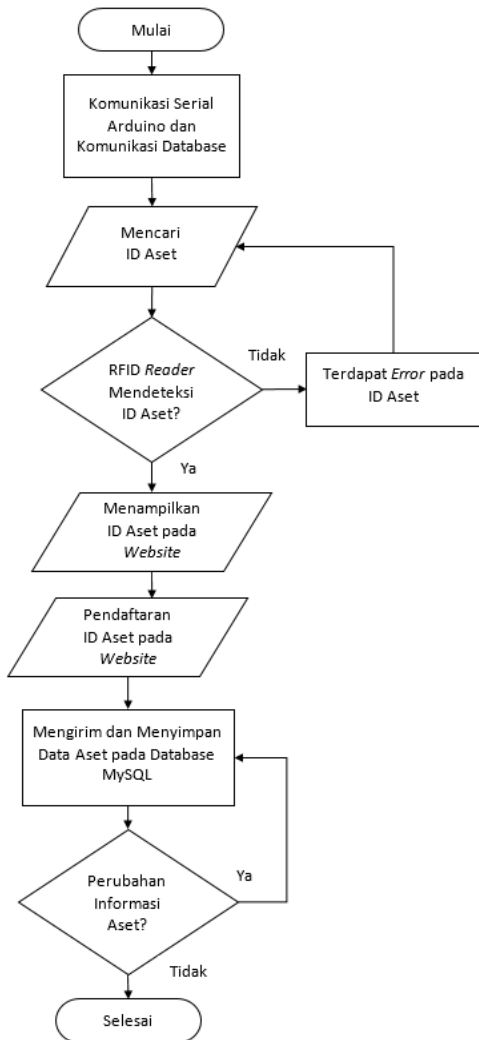 Mulai
Komunikasi Serial
Arduino dan
Komunikasi Database
Mencari
ID Aset
RFID Reader
Mendeteksi
ID Aset?
Tidak
Terdapat Error pada
ID Aset
Ya
Menampilkan
ID Aset pada
Website
Pendaftaran
ID Aset pada
Website
Mengirim dan Menyimpan
Data Aset pada Database
MySQL
Perubahan
Informasi
Aset?
Ya
Tidak
Selesai